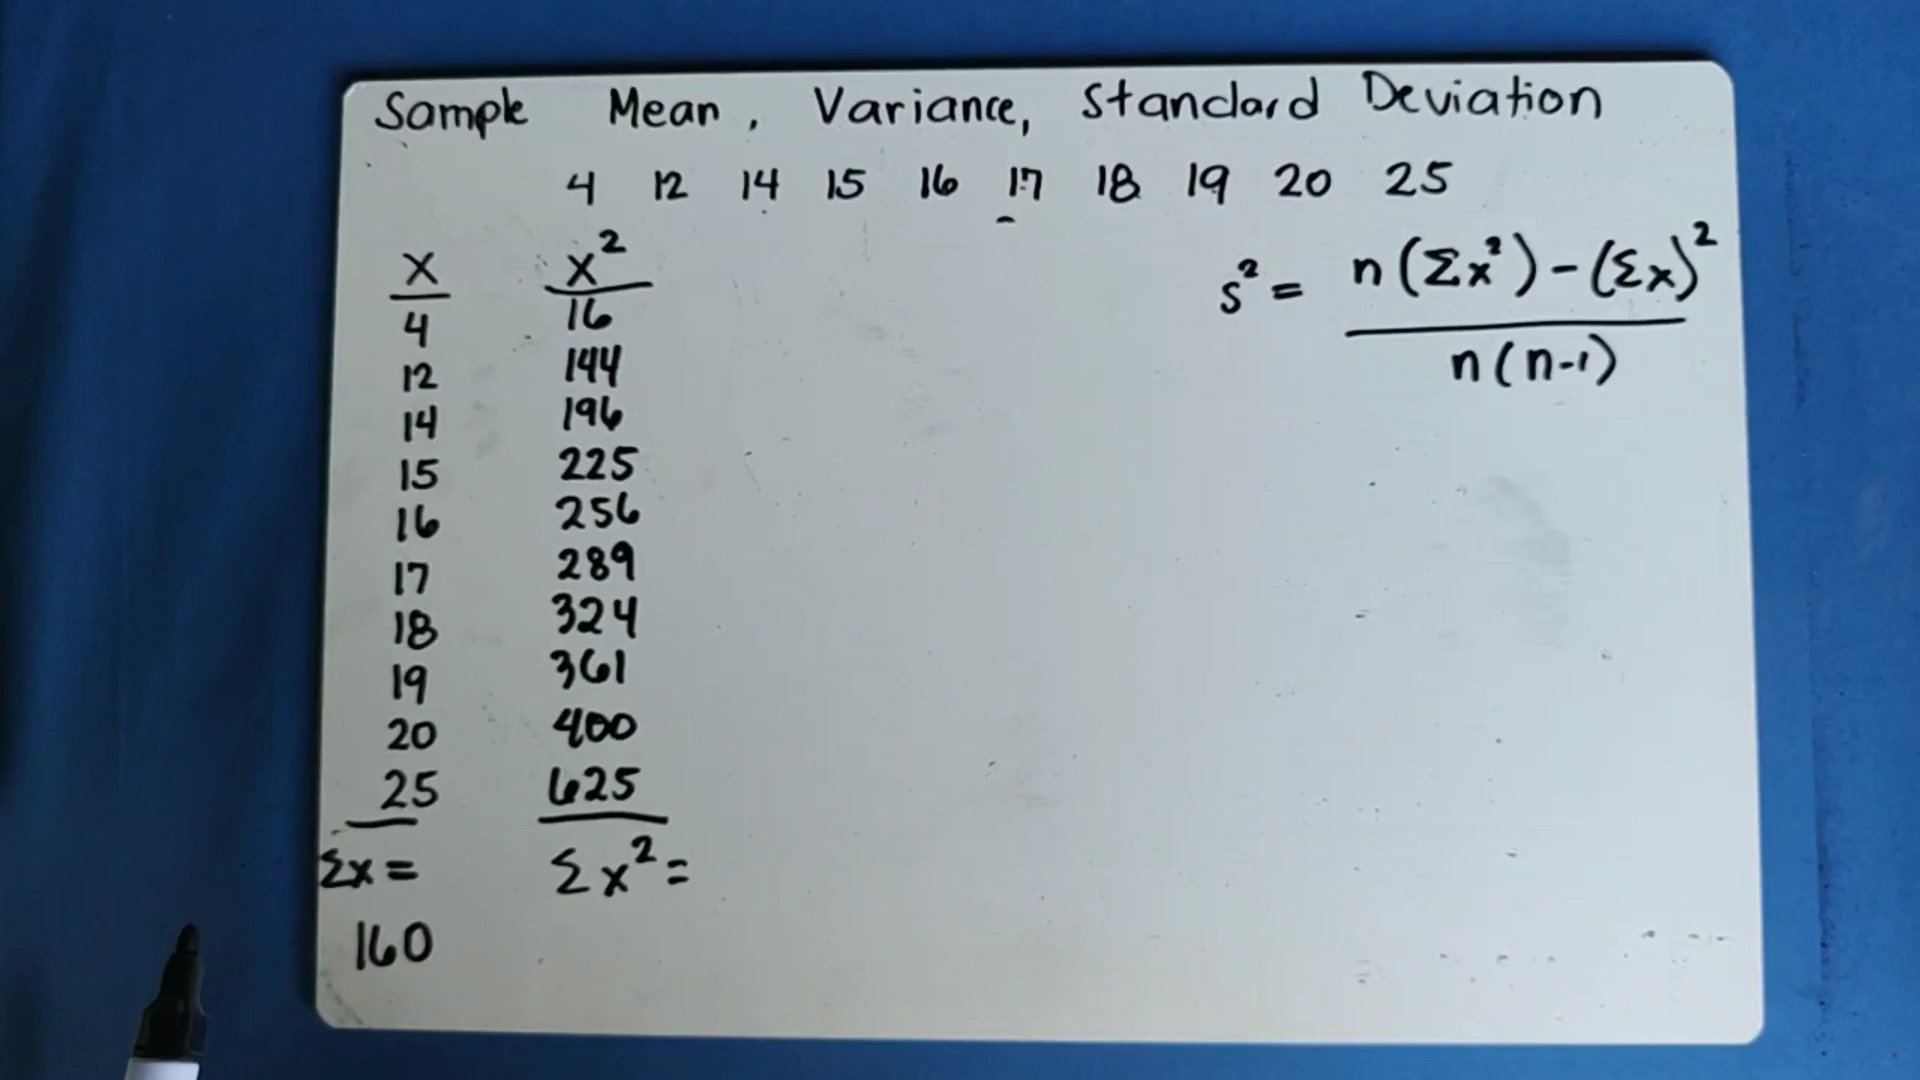 Sample Mean, Variance, Standard Deviation
4 12 14 15 16 17 18 19 20 25
x x²
4 16
12 144
14 196
15 225
16 256
17 289
18 324
19 361
20 400
25 625
Σx = Σx² =
160
s² = n(Σx²) - (Σx)²
n(n-1)